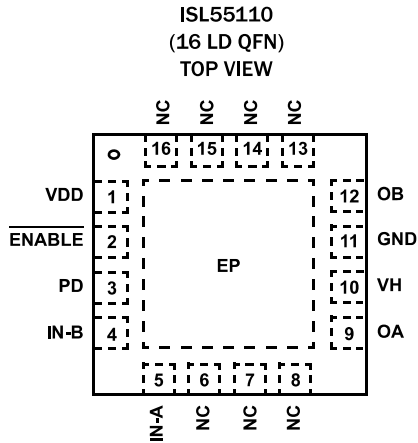 ISL55110
(16 LD QFN)
TOP VIEW
NC NC NC NC
16 15 14 13
VDD 1 12 OB
ENABLE 2 11 GND
EP
PD 3 10 VH
IN-B 4 9 OA
5 6 7 8
IN-A NC NC NC